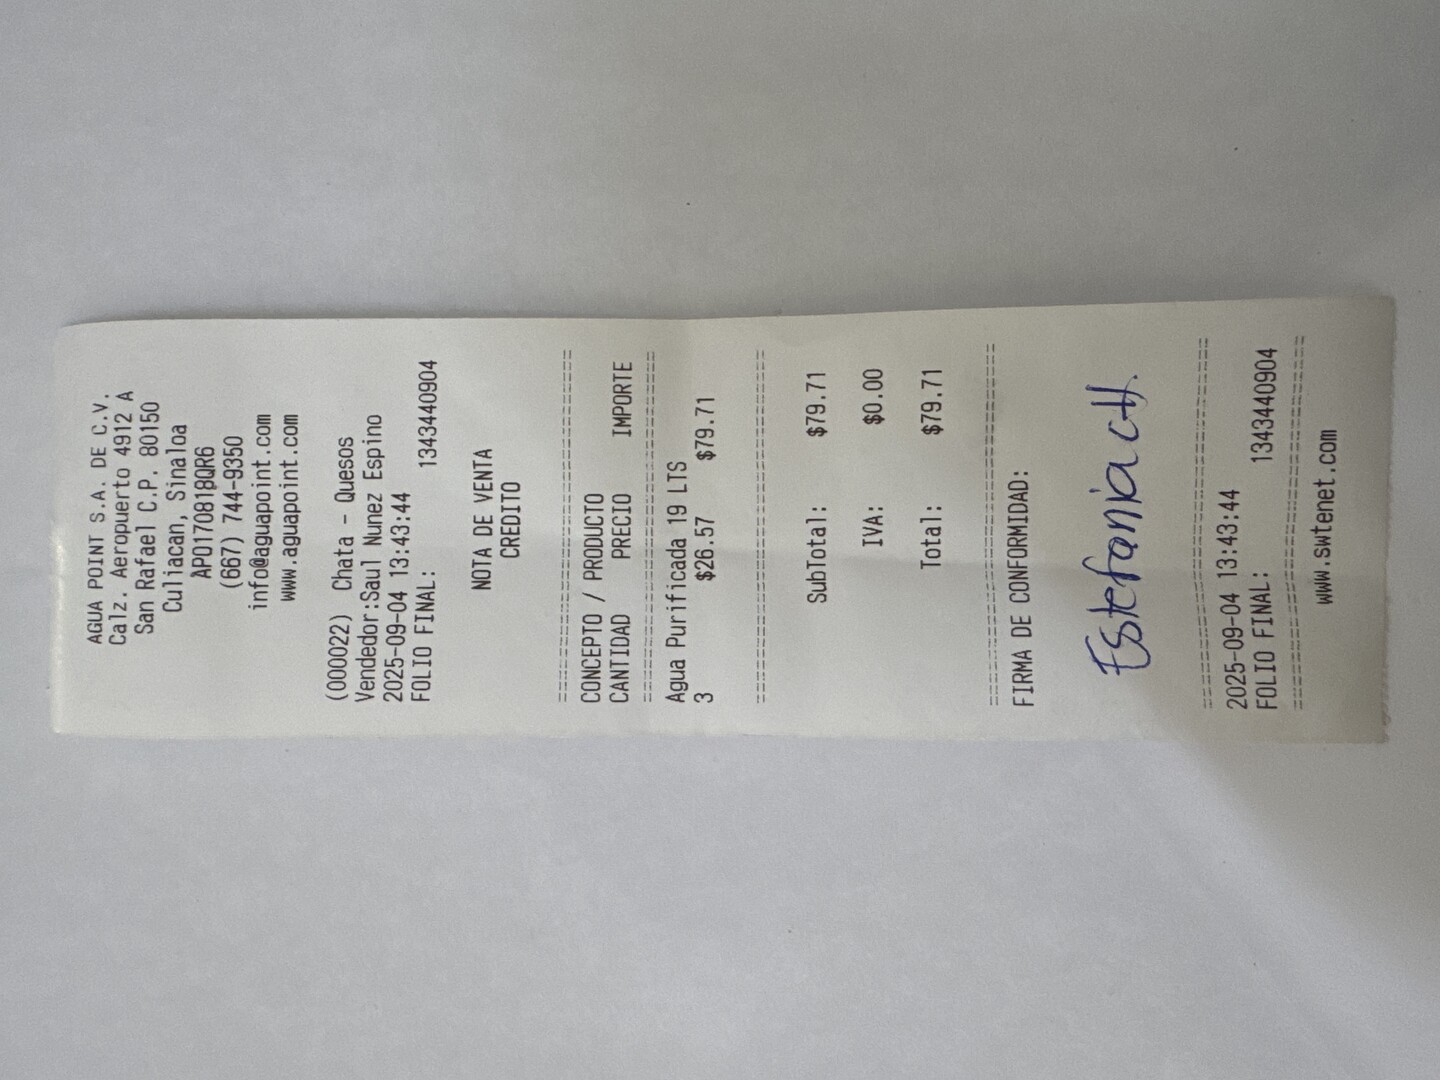 AGUA POINT S.A. DE C.V.
Calz. Aeropuerto 4912 A
San Rafael C.P. 80150
Culiacan, Sinaloa
APO170818QR6
(667) 744-9350
info@aguapoint.com
www.aguapoint.com
(000022) Chata - Quesos
Vendedor:Saul Nunez Espino
2025-09-04 13:43:44
FOLIO FINAL: 1343440904
NOTA DE VENTA
CREDITO
==============================
CONCEPTO / PRODUCTO
CANTIDAD PRECIO IMPORTE
==============================
Agua Purificada 19 LTS
3 $26.57 $79.71
==============================
SubTotal: $79.71
IVA: $0.00
Total: $79.71
==============================
FIRMA DE CONFORMIDAD:
Estefania CH.
==============================
2025-09-04 13:43:44
FOLIO FINAL: 1343440904
==============================
www.swtenet.com